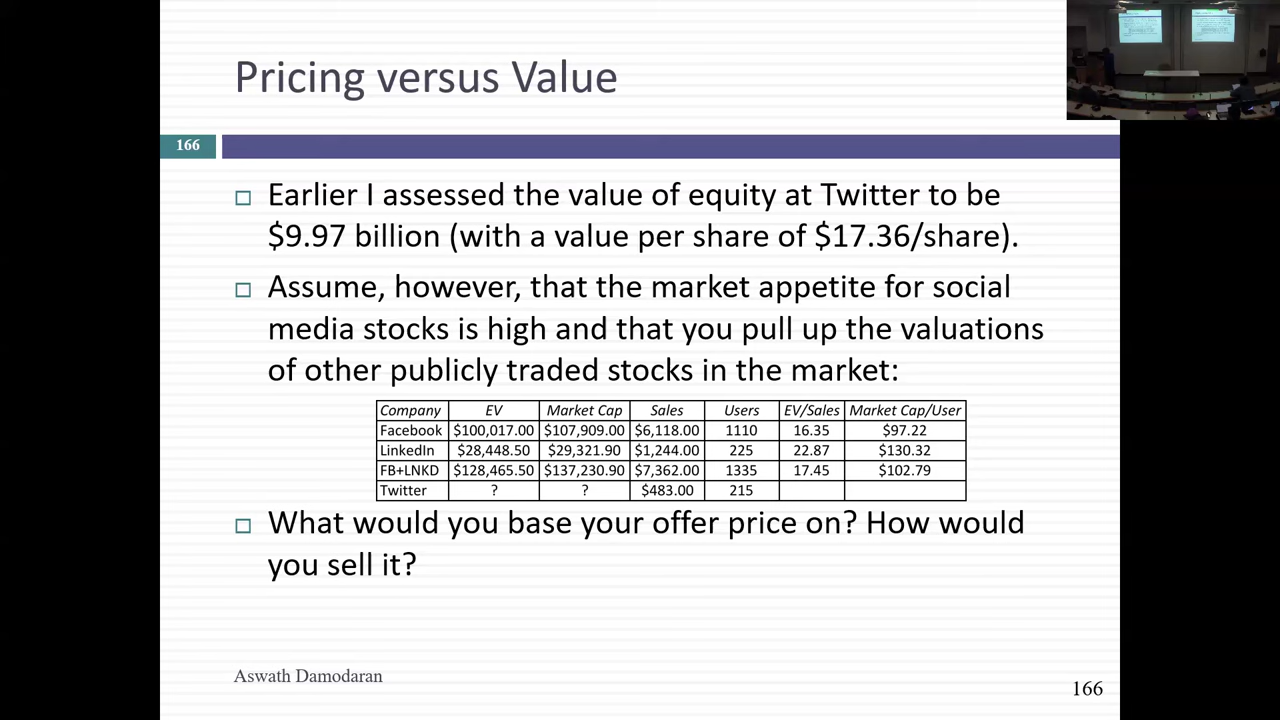 Pricing versus Value
166
Earlier I assessed the value of equity at Twitter to be
$9.97 billion (with a value per share of $17.36/share).
Assume, however, that the market appetite for social
media stocks is high and that you pull up the valuations
of other publicly traded stocks in the market:
Company EV Market Cap Sales Users EV/Sales Market Cap/User
Facebook $100,017.00 $107,909.00 $6,118.00 1110 16.35 $97.22
LinkedIn $28,448.50 $29,321.90 $1,244.00 225 22.87 $130.32
FB+LNKD $128,465.50 $137,230.90 $7,362.00 1335 17.45 $102.79
Twitter ? ? $483.00 215
What would you base your offer price on? How would
you sell it?
Aswath Damodaran
166